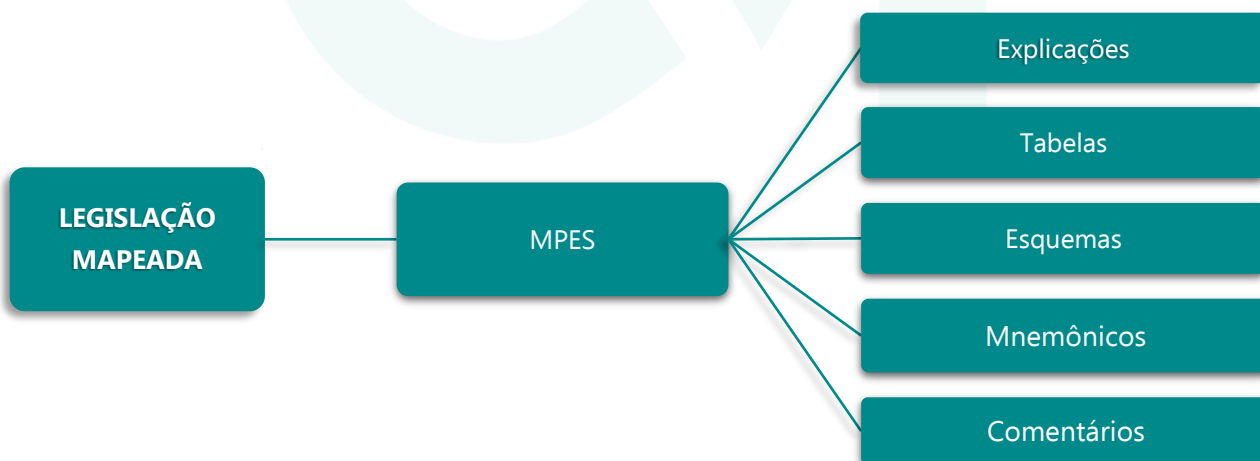 LEGISLAÇÃO
MAPEADA
MPES
Explicações
Tabelas
Esquemas
Mnemônicos
Comentários